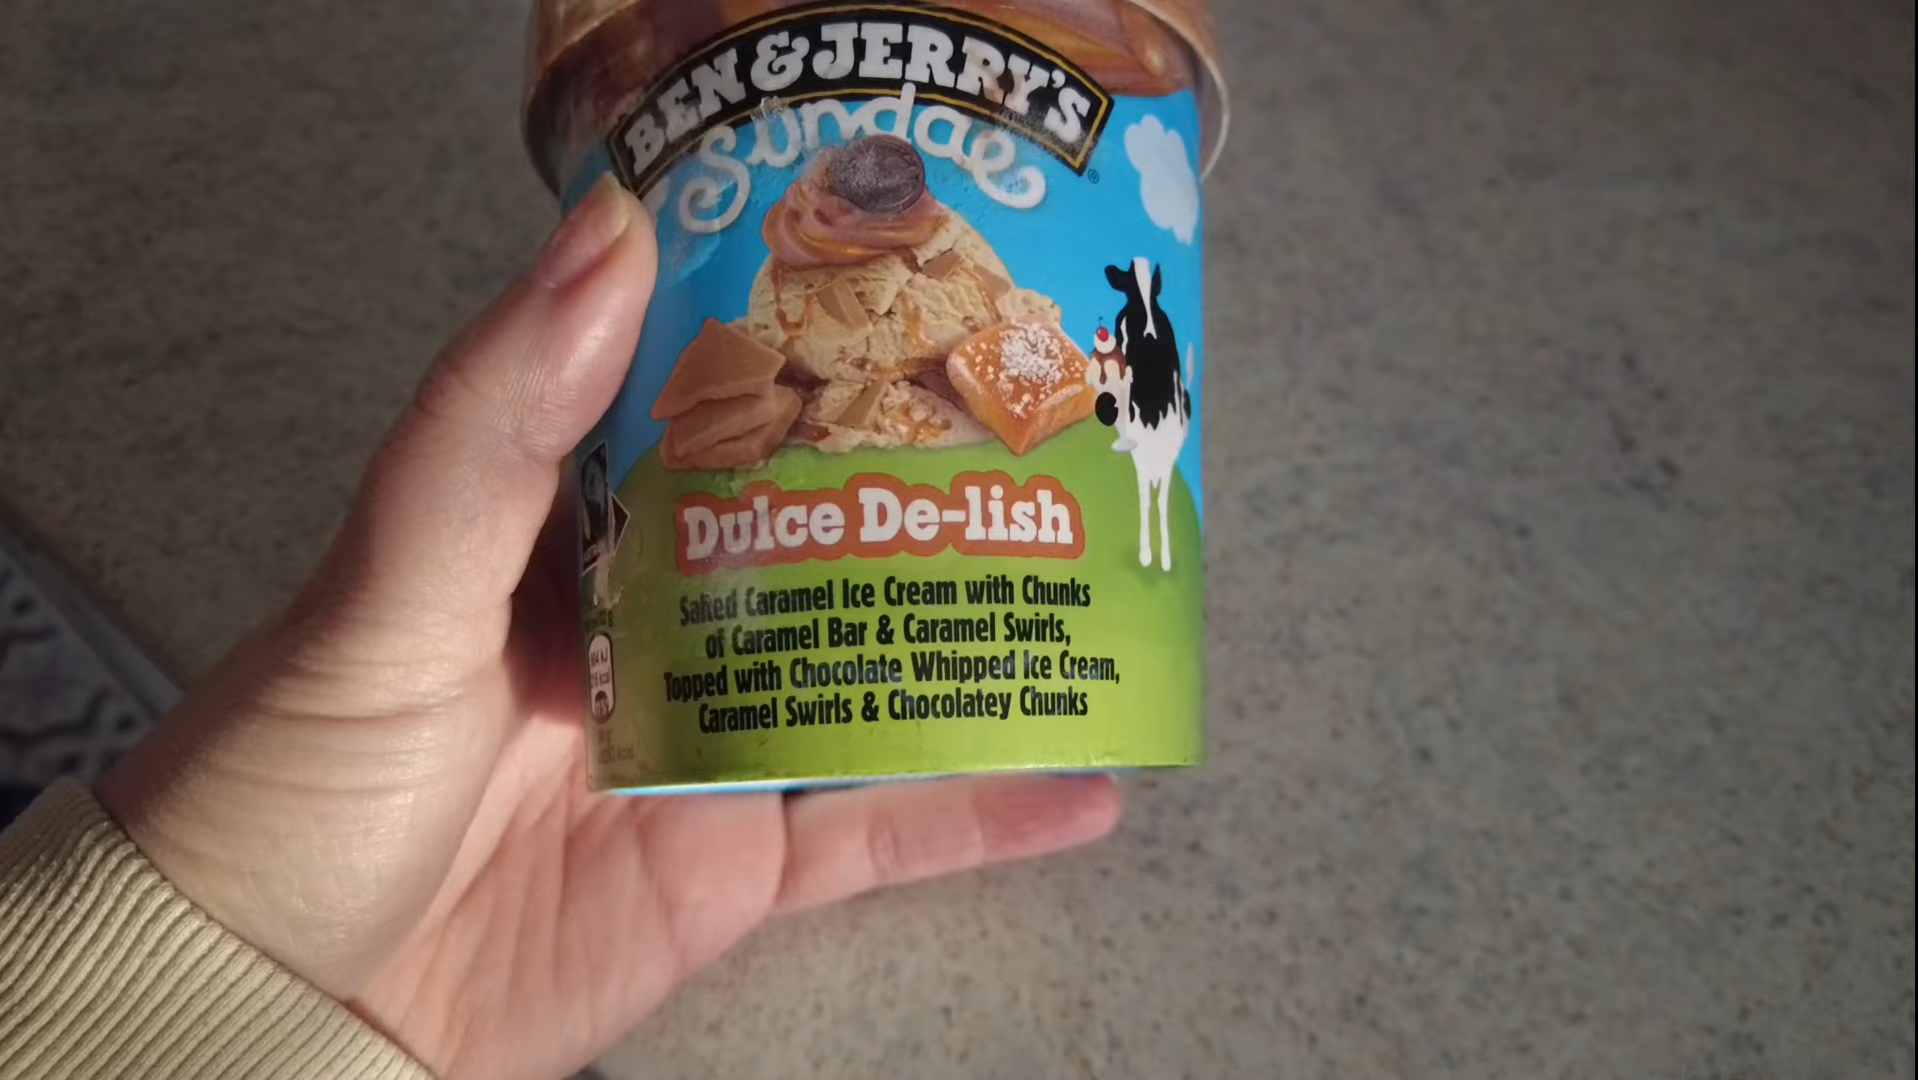 BEN & JERRY'S
Sundae
Dulce De-lish
Salted Caramel Ice Cream with Chunks
of Caramel Bar & Caramel Swirls,
Topped with Chocolate Whipped Ice Cream,
Caramel Swirls & Chocolatey Chunks